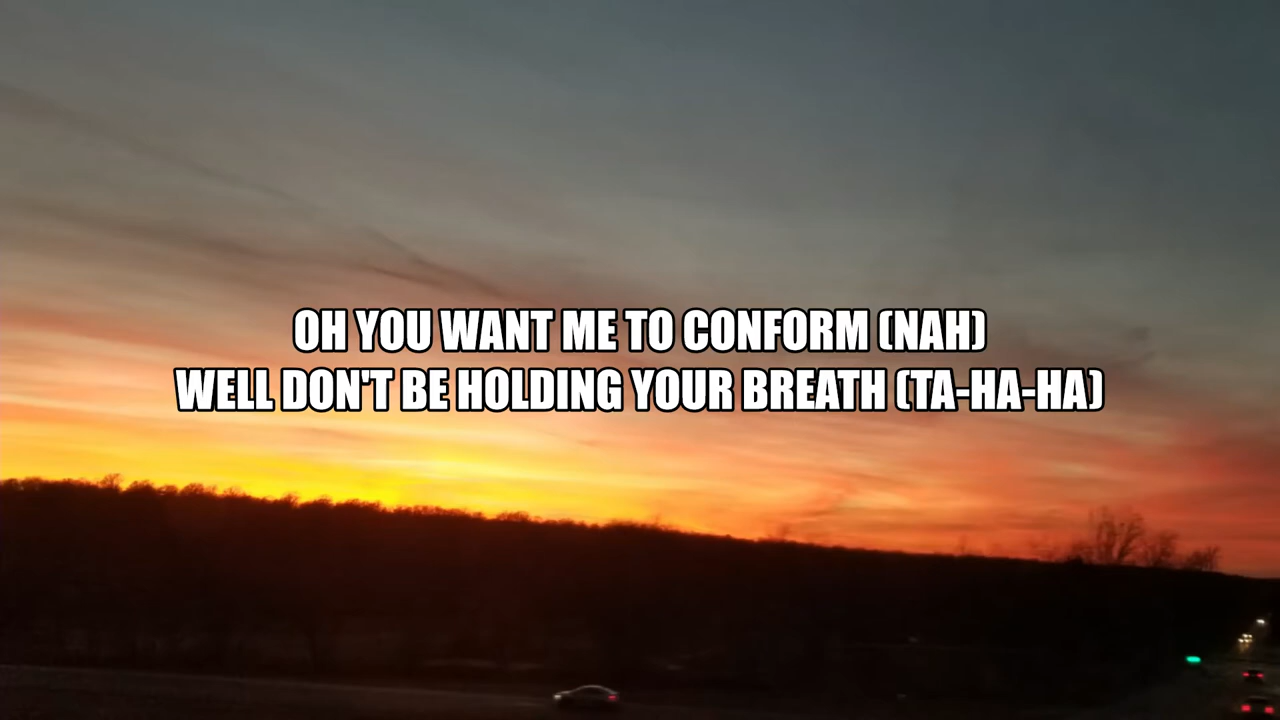 OH YOU WANT ME TO CONFORM (NAH)
WELL DON'T BE HOLDING YOUR BREATH (TA-HA-HA)